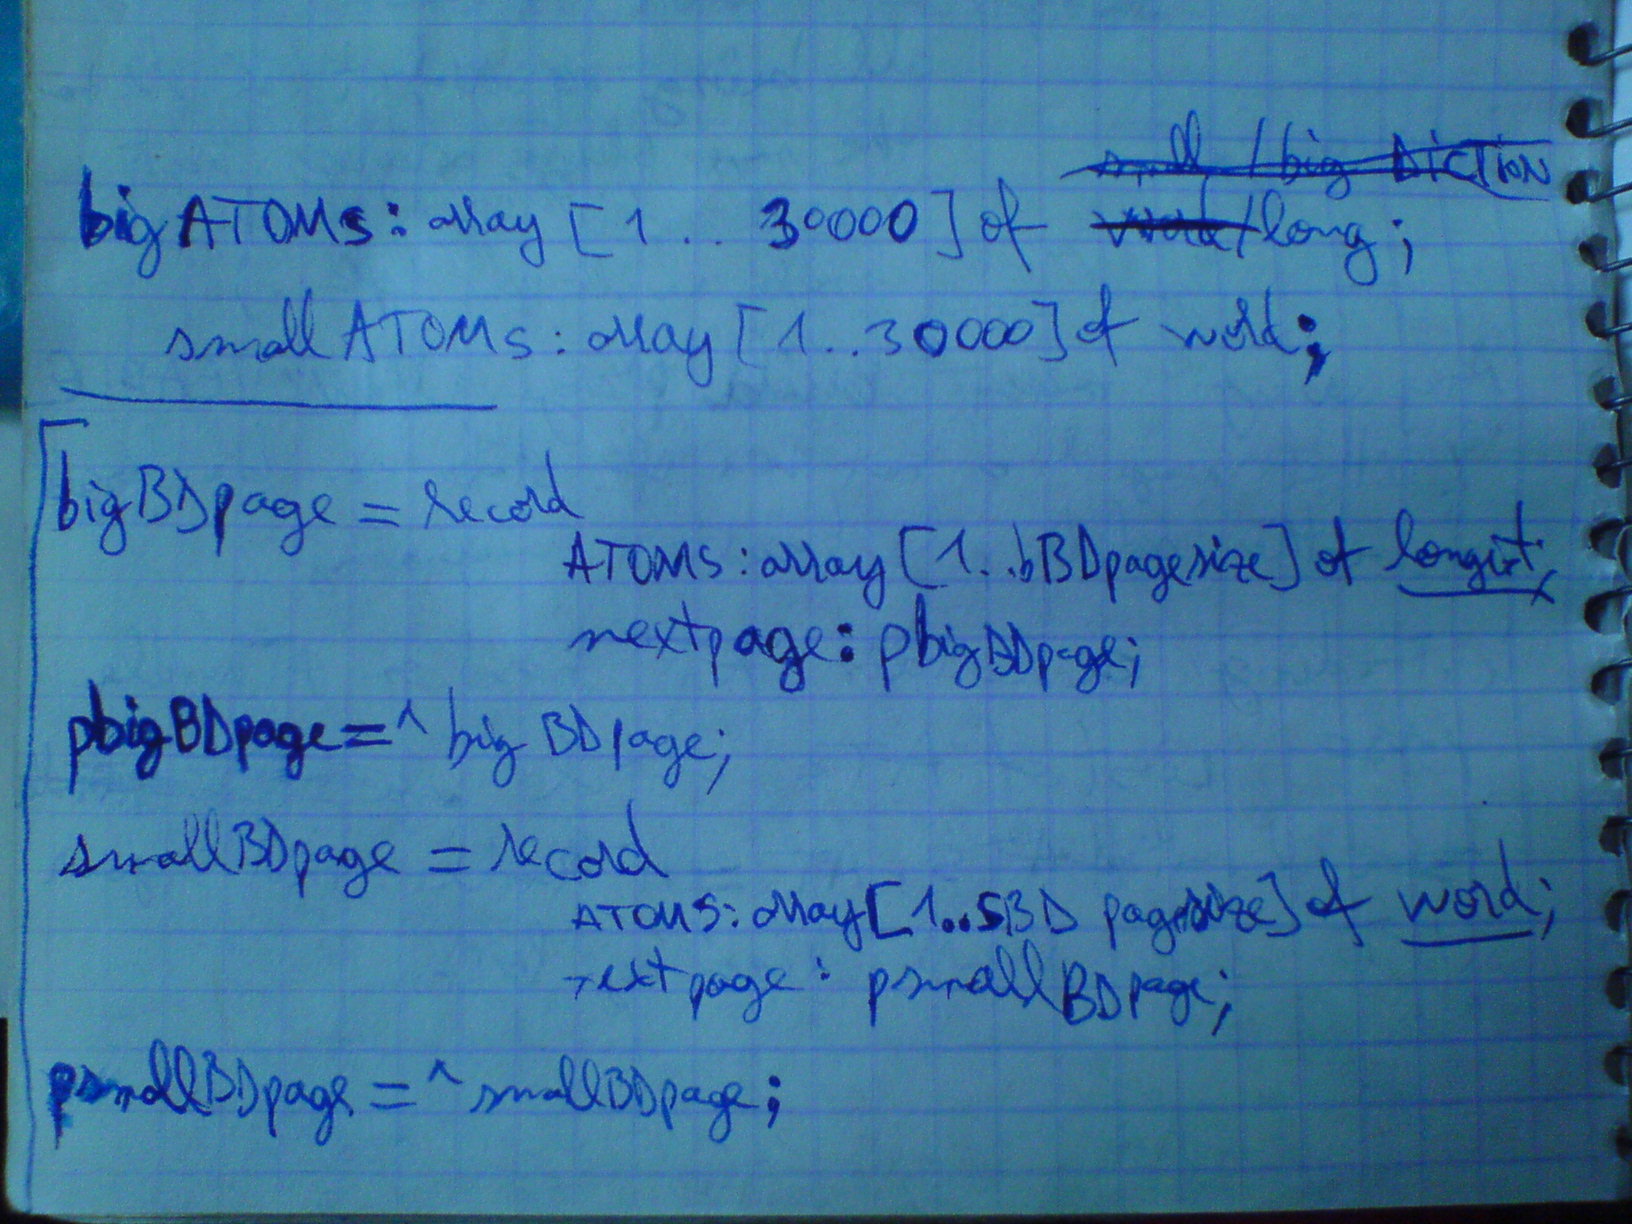 small / big DICTION
bigATOMs: array [1 .. 30000] of word/long;
smallATOMs: array [1..30000] of word;
bigBDpage = record
ATOMS: array [1..bBDpagesize] of longint;
nextpage: pbigBDpage;
pbigBDpage = ^bigBDpage;
smallBDpage = record
ATOMS: array [1..sBDpagesize] of word;
nextpage: psmallBDpage;
psmallBDpage = ^smallBDpage;